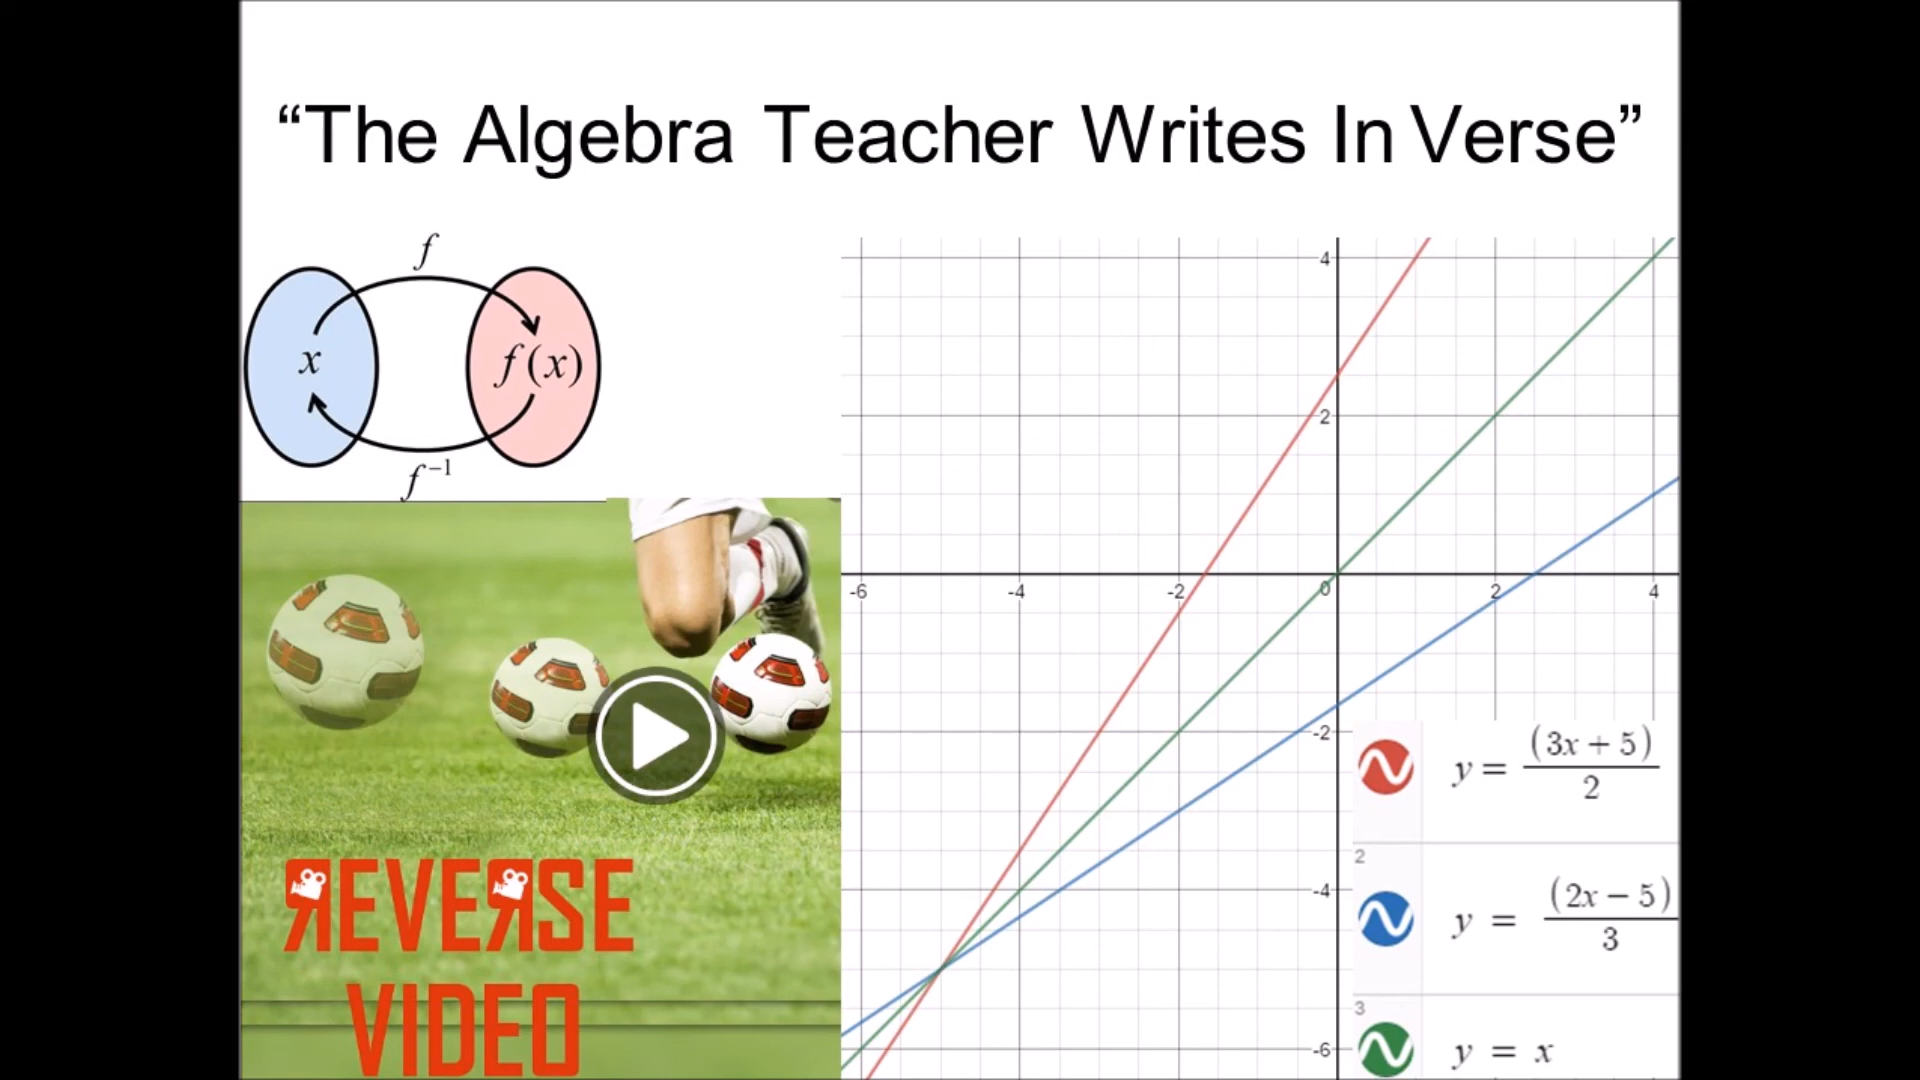 “The Algebra Teacher Writes In Verse”
f
x
f(x)
f⁻¹
REVERSE
VIDEO
4
2
-6
-4
-2
0
2
4
-2
-4
-6
y = (3x + 5)/2
2
y = (2x − 5)/3
3
y = x